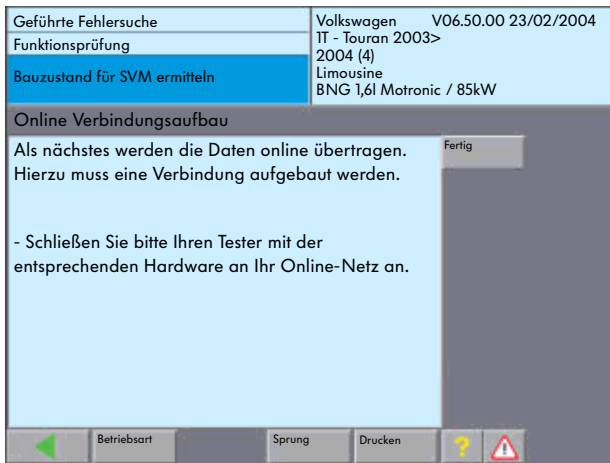 Geführte Fehlersuche
Funktionsprüfung
Bauzustand für SVM ermitteln
Volkswagen V06.50.00 23/02/2004
1T - Touran 2003>
2004 (4)
Limousine
BNG 1,6l Motronic / 85kW
Online Verbindungsaufbau
Als nächstes werden die Daten online übertragen.
Hierzu muss eine Verbindung aufgebaut werden.
- Schließen Sie bitte Ihren Tester mit der
entsprechenden Hardware an Ihr Online-Netz an.
Fertig
Betriebsart
Sprung
Drucken
?